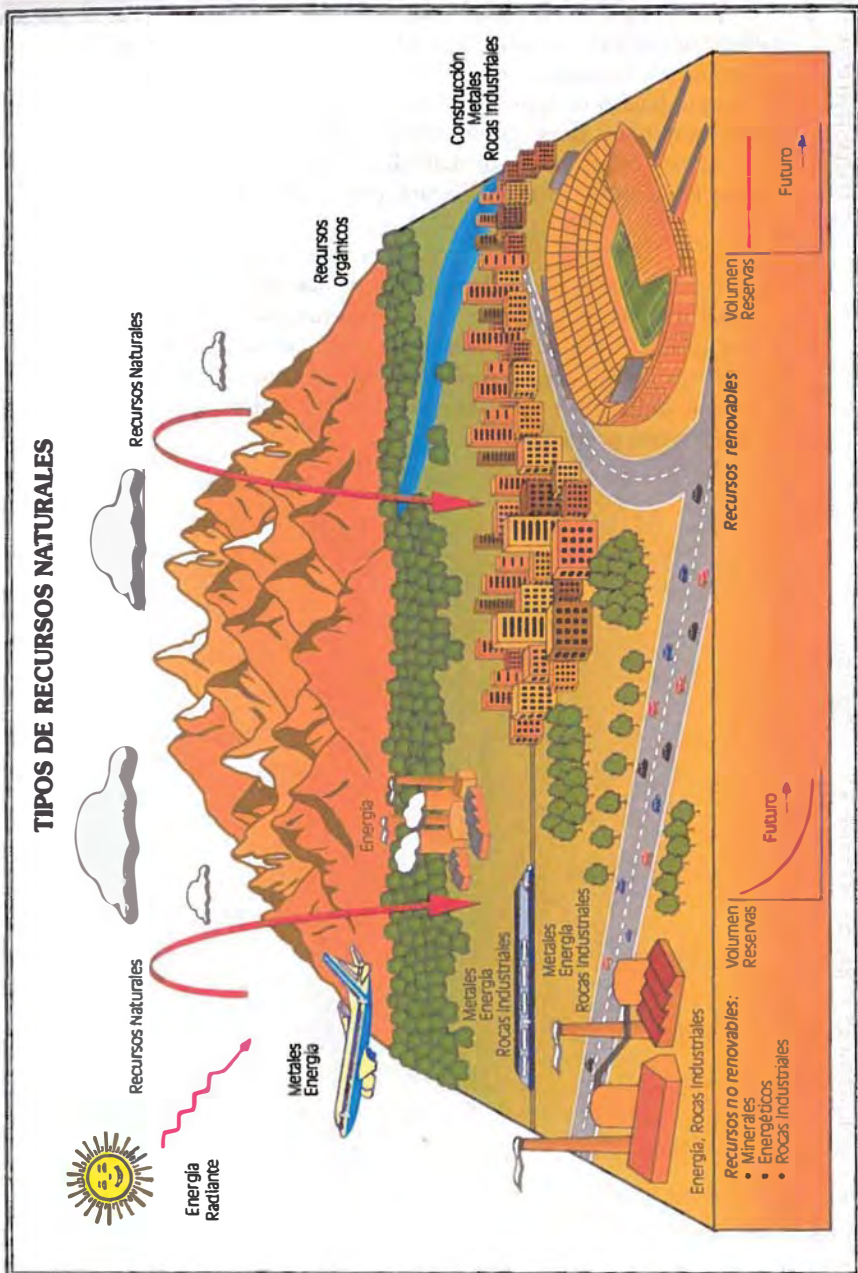 TIPOS DE RECURSOS NATURALES
Recursos Naturales
Recursos Naturales
Energía
Radiante
Metales
Energía
Energía
Recursos
Orgánicos
Construcción
Metales
Rocas Industriales
Metales
Energía
Rocas Industriales
Metales
Energía
Rocas Industriales
Energía, Rocas Industriales
Recursos no renovables:
• Minerales
• Energéticos
• Rocas Industriales
Volumen
Reservas
Futuro
Recursos renovables
Volumen
Reservas
Futuro